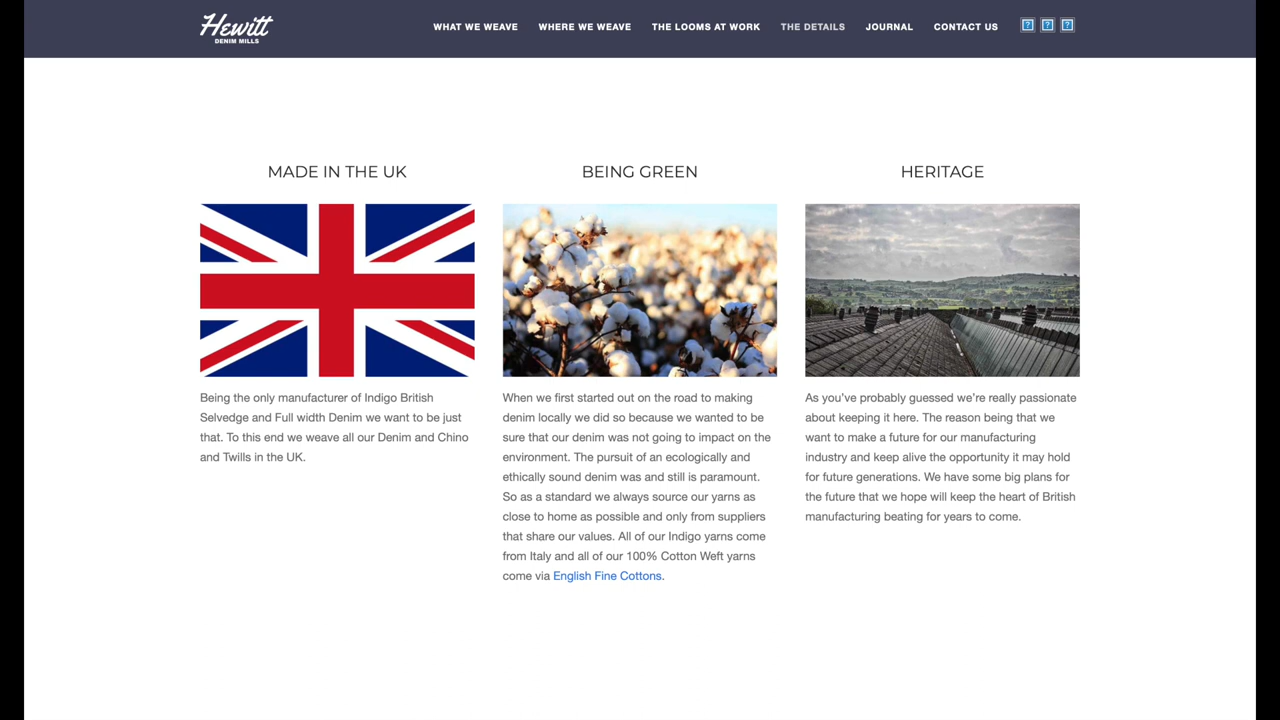 Hewitt
DENIM MILLS
WHAT WE WEAVE
WHERE WE WEAVE
THE LOOMS AT WORK
THE DETAILS
JOURNAL
CONTACT US
MADE IN THE UK
Being the only manufacturer of Indigo British
Selvedge and Full width Denim we want to be just
that. To this end we weave all our Denim and Chino
and Twills in the UK.
BEING GREEN
When we first started out on the road to making
denim locally we did so because we wanted to be
sure that our denim was not going to impact on the
environment. The pursuit of an ecologically and
ethically sound denim was and still is paramount.
So as a standard we always source our yarns as
close to home as possible and only from suppliers
that share our values. All of our Indigo yarns come
from Italy and all of our 100% Cotton Weft yarns
come via English Fine Cottons.
HERITAGE
As you’ve probably guessed we’re really passionate
about keeping it here. The reason being that we
want to make a future for our manufacturing
industry and keep alive the opportunity it may hold
for future generations. We have some big plans for
the future that we hope will keep the heart of British
manufacturing beating for years to come.